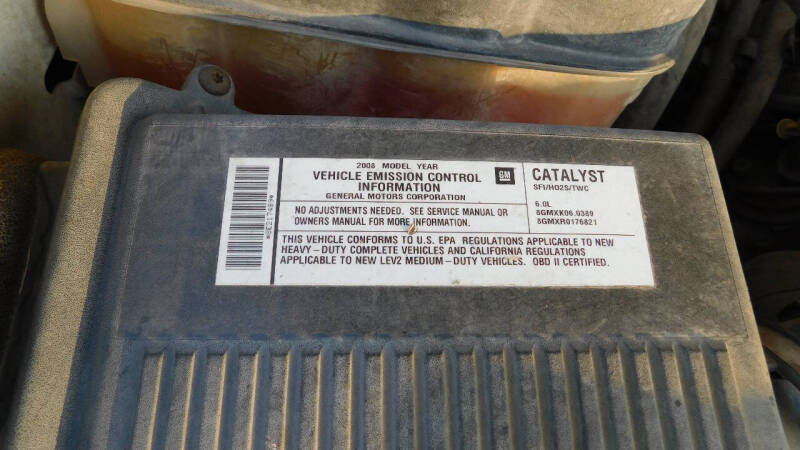 2008 MODEL YEAR
VEHICLE EMISSION CONTROL
INFORMATION
GENERAL MOTORS CORPORATION
GM
CATALYST
SFI/HO2S/TWC
6.0L
8GMXK06.0389
8GMXR0176821
NO ADJUSTMENTS NEEDED. SEE SERVICE MANUAL OR
OWNERS MANUAL FOR MORE INFORMATION.
THIS VEHICLE CONFORMS TO U.S. EPA REGULATIONS APPLICABLE TO NEW
HEAVY-DUTY COMPLETE VEHICLES AND CALIFORNIA REGULATIONS
APPLICABLE TO NEW LEV2 MEDIUM-DUTY VEHICLES. OBD II CERTIFIED.